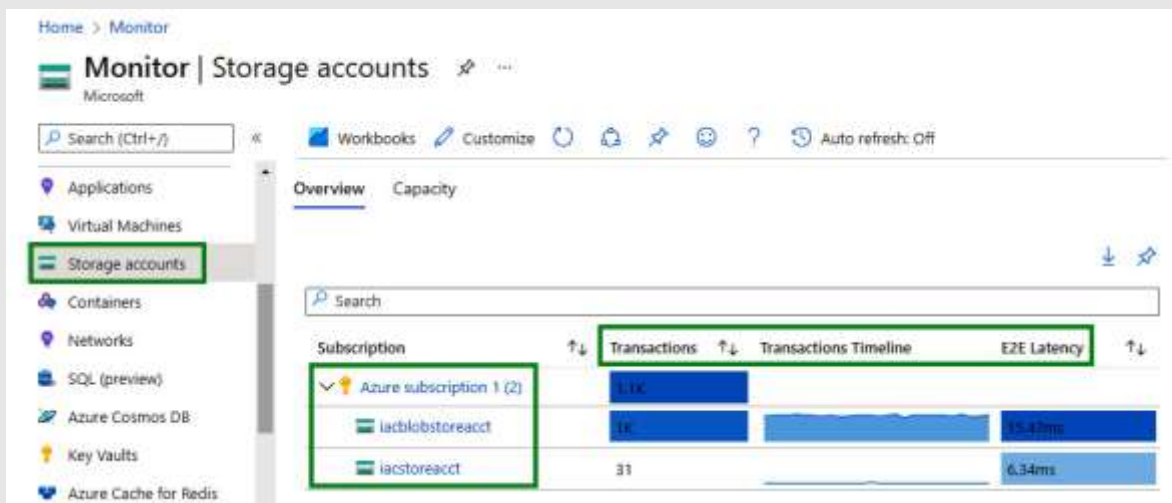 Home > Monitor
Monitor | Storage accounts ...
Microsoft
Search (Ctrl+/) «
Workbooks Customize ? Auto refresh: Off
Applications
Virtual Machines
Storage accounts
Containers
Networks
SQL (preview)
Azure Cosmos DB
Key Vaults
Azure Cache for Redis
Overview Capacity
Search
Subscription ↑↓ Transactions ↑↓ Transactions Timeline E2E Latency ↑↓
Azure subscription 1 (2) 1.1K
iacblobstoreacct 1K 15.47ms
iacstoreacct 31 6.34ms